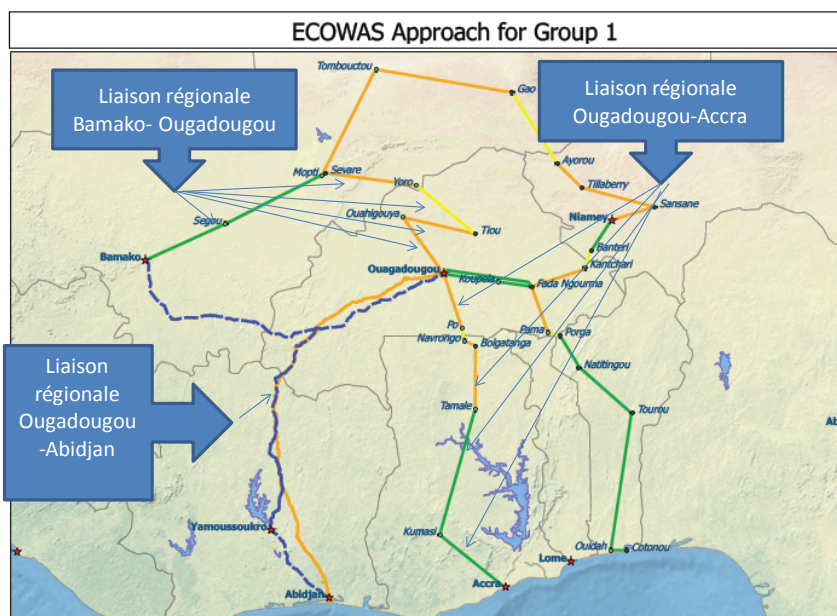 ECOWAS Approach for Group 1
Liaison régionale
Bamako- Ougadougou
Liaison régionale
Ougadougou-Accra
Tombouctou
Gao
Mopti
Sevare
Yoro
Ayorou
Tillaberry
Sansane
Ouahigouya
Segou
Tiou
Niamey
Bamako
Banteri
Ouagadougou
Koupela
Kantchari
Fada Ngourma
Po
Pama
Porga
Navrongo
Bolgatanga
Natitingou
Liaison
régionale
Ougadougou
-Abidjan
Tamale
Tourou
Ab
Yamoussoukro
Kumasi
Ouidah
Cotonou
Lome
Accra
Abidjan